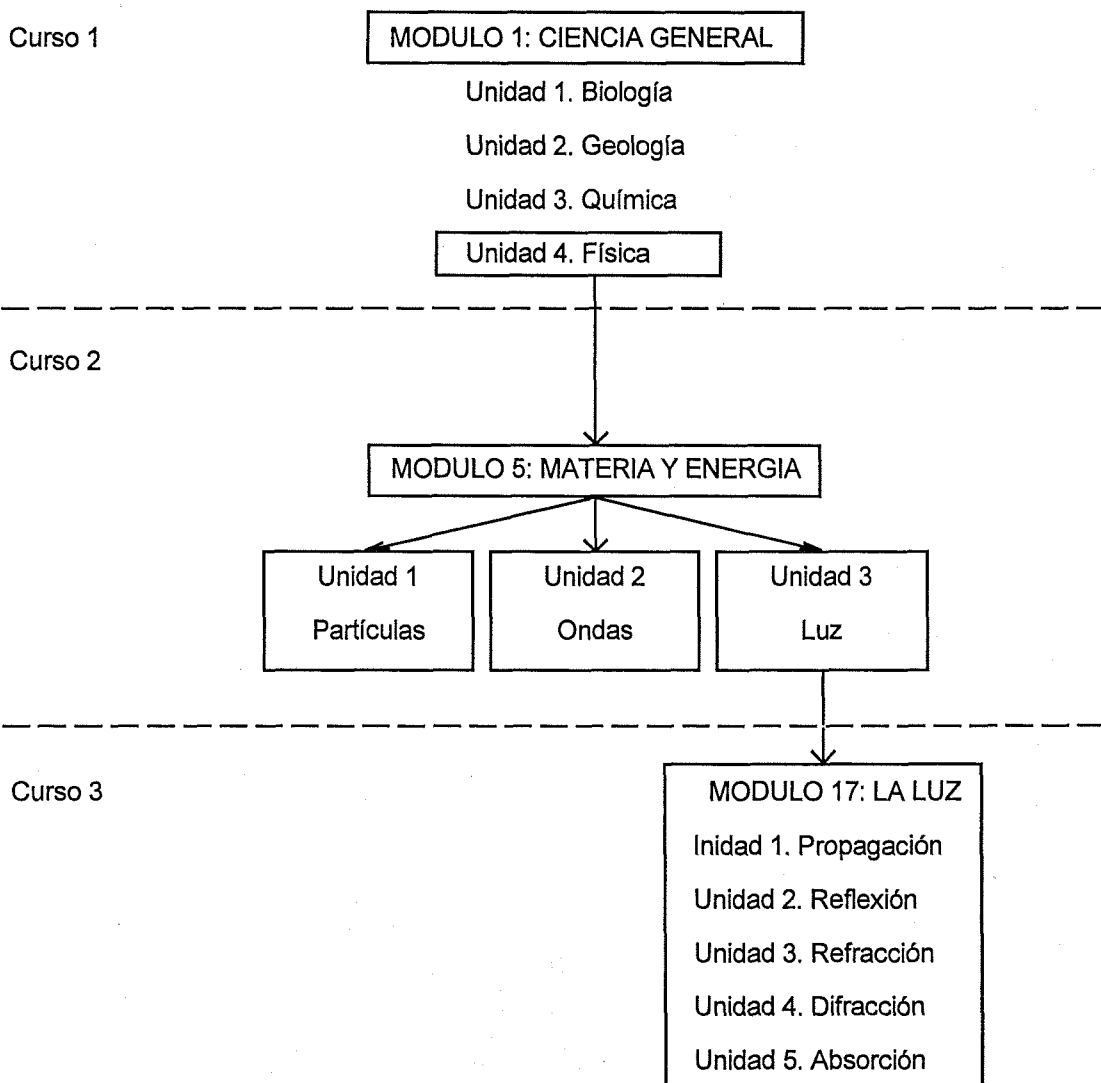 Curso 1
MODULO 1: CIENCIA GENERAL
Unidad 1. Biología
Unidad 2. Geología
Unidad 3. Química
Unidad 4. Física
Curso 2
MODULO 5: MATERIA Y ENERGIA
Unidad 1
Partículas
Unidad 2
Ondas
Unidad 3
Luz
Curso 3
MODULO 17: LA LUZ
Inidad 1. Propagación
Unidad 2. Reflexión
Unidad 3. Refracción
Unidad 4. Difracción
Unidad 5. Absorción